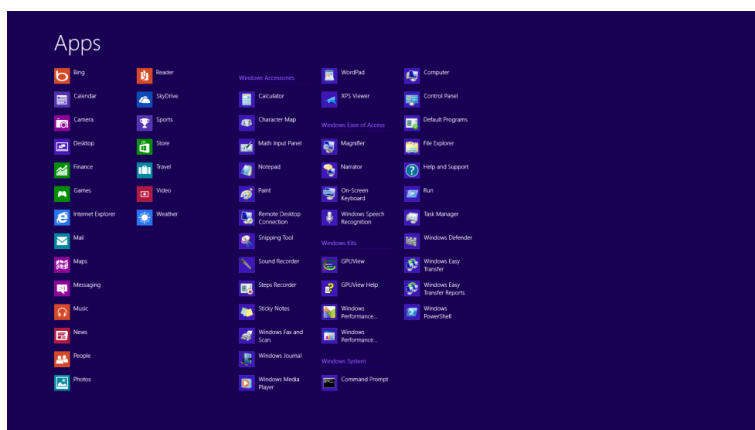 Apps
Bing
Calendar
Camera
Desktop
Finance
Games
Internet Explorer
Mail
Maps
Messaging
Music
News
People
Photos
Reader
SkyDrive
Sports
Store
Travel
Video
Weather
Windows Accessories
Calculator
Character Map
Math Input Panel
Notepad
Paint
Remote Desktop
Connection
Snipping Tool
Sound Recorder
Steps Recorder
Sticky Notes
Windows Fax and
Scan
Windows Journal
Windows Media
Player
WordPad
XPS Viewer
Windows Ease of Access
Magnifier
Narrator
On-Screen
Keyboard
Windows Speech
Recognition
Windows Kits
GPUView
GPUView Help
Windows
Performance...
Windows
Performance...
Windows System
Command Prompt
Computer
Control Panel
Default Programs
File Explorer
Help and Support
Run
Task Manager
Windows Defender
Windows Easy
Transfer
Windows Easy
Transfer Reports
Windows
PowerShell